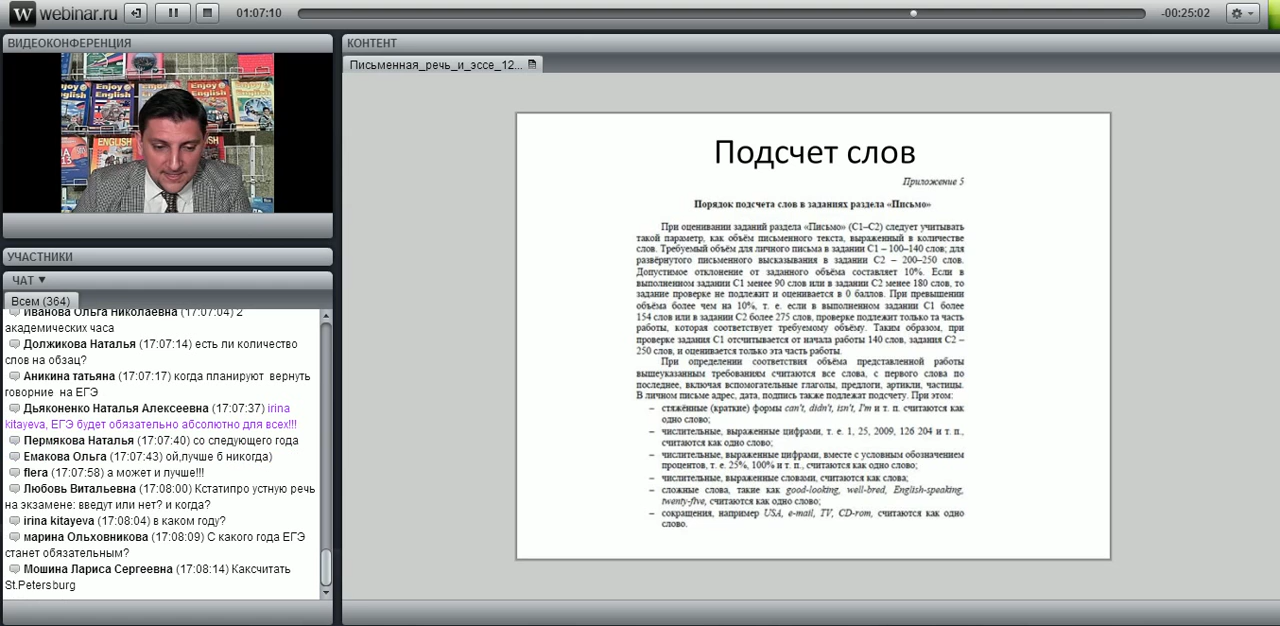 W webinar.ru
01:07:10
-00:25:02
ВИДЕОКОНФЕРЕНЦИЯ
Enjoy English
Enjoy English
ENGLISH
УЧАСТНИКИ
ЧАТ ▼
Всем (364)
Иванова Ольга Николаевна (17:07:04) 2
академических часа
Должикова Наталья (17:07:14) есть ли количество
слов на обзац?
Аникина татьяна (17:07:17) когда планируют вернуть
говорние на ЕГЭ
Дьяконенко Наталья Алексеевна (17:07:37) irina
kitayeva, ЕГЭ будет обязательно абсолютно для всех!!!
Пермякова Наталья (17:07:40) со следующего года
Емакова Ольга (17:07:43) ой,лучше б никогда)
flera (17:07:58) а может и лучше!!!
Любовь Витальевна (17:08:00) Кстатипро устную речь
на экзамене: введут или нет? и когда?
irina kitayeva (17:08:04) в каком году?
марина Ольховникова (17:08:09) С какого года ЕГЭ
станет обязательным?
Мошина Лариса Сергеевна (17:08:14) Каксчитать
St.Petersburg
КОНТЕНТ
Письменная_речь_и_эссе_12...
Подсчет слов
Приложение 5
Порядок подсчета слов в заданиях раздела «Письмо»
При оценивании заданий раздела «Письмо» (С1–С2) следует учитывать
такой параметр, как объём письменного текста, выраженный в количестве
слов. Требуемый объём для личного письма в задании С1 – 100–140 слов; для
развёрнутого письменного высказывания в задании С2 – 200–250 слов.
Допустимое отклонение от заданного объёма составляет 10%. Если в
выполненном задании С1 менее 90 слов или в задании С2 менее 180 слов, то
задание проверке не подлежит и оценивается в 0 баллов. При превышении
объёма более чем на 10%, т. е. если в выполненном задании С1 более
154 слов или в задании С2 более 275 слов, проверке подлежит только та часть
работы, которая соответствует требуемому объёму. Таким образом, при
проверке задания С1 отсчитывается от начала работы 140 слов, задания С2 –
250 слов, и оценивается только эта часть работы.
При определении соответствия объёма представленной работы
вышеуказанным требованиям считаются все слова, с первого слова по
последнее, включая вспомогательные глаголы, предлоги, артикли, частицы.
В личном письме адрес, дата, подпись также подлежат подсчету. При этом:
– стяжённые (краткие) формы can't, didn't, isn't, I'm и т. п. считаются как
одно слово;
– числительные, выраженные цифрами, т. е. 1, 25, 2009, 126 204 и т. п.,
считаются как одно слово;
– числительные, выраженные цифрами, вместе с условным обозначением
процентов, т. е. 25%, 100% и т. п., считаются как одно слово;
– числительные, выраженные словами, считаются как слова;
– сложные слова, такие как good-looking, well-bred, English-speaking,
twenty-five, считаются как одно слово;
– сокращения, например USA, e-mail, TV, CD-rom, считаются как одно
слово.